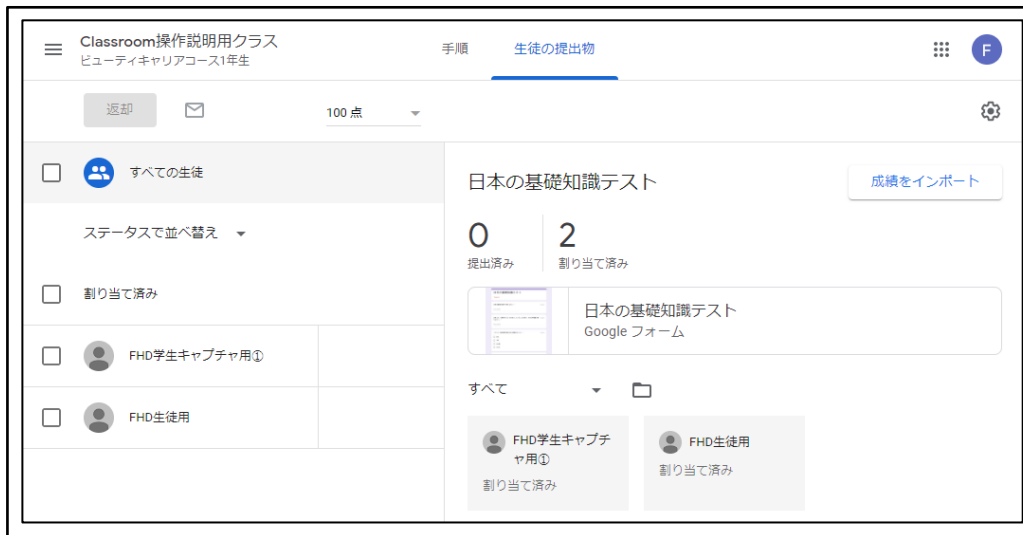 Classroom操作説明用クラス
ビューティキャリアコース1年生
手順
生徒の提出物
F
返却
100 点
すべての生徒
ステータスで並べ替え
割り当て済み
FHD学生キャプチャ用①
FHD生徒用
日本の基礎知識テスト
成績をインポート
0
提出済み
2
割り当て済み
日本の基礎知識テスト
Google フォーム
すべて
FHD学生キャプチ
ャ用①
割り当て済み
FHD生徒用
割り当て済み